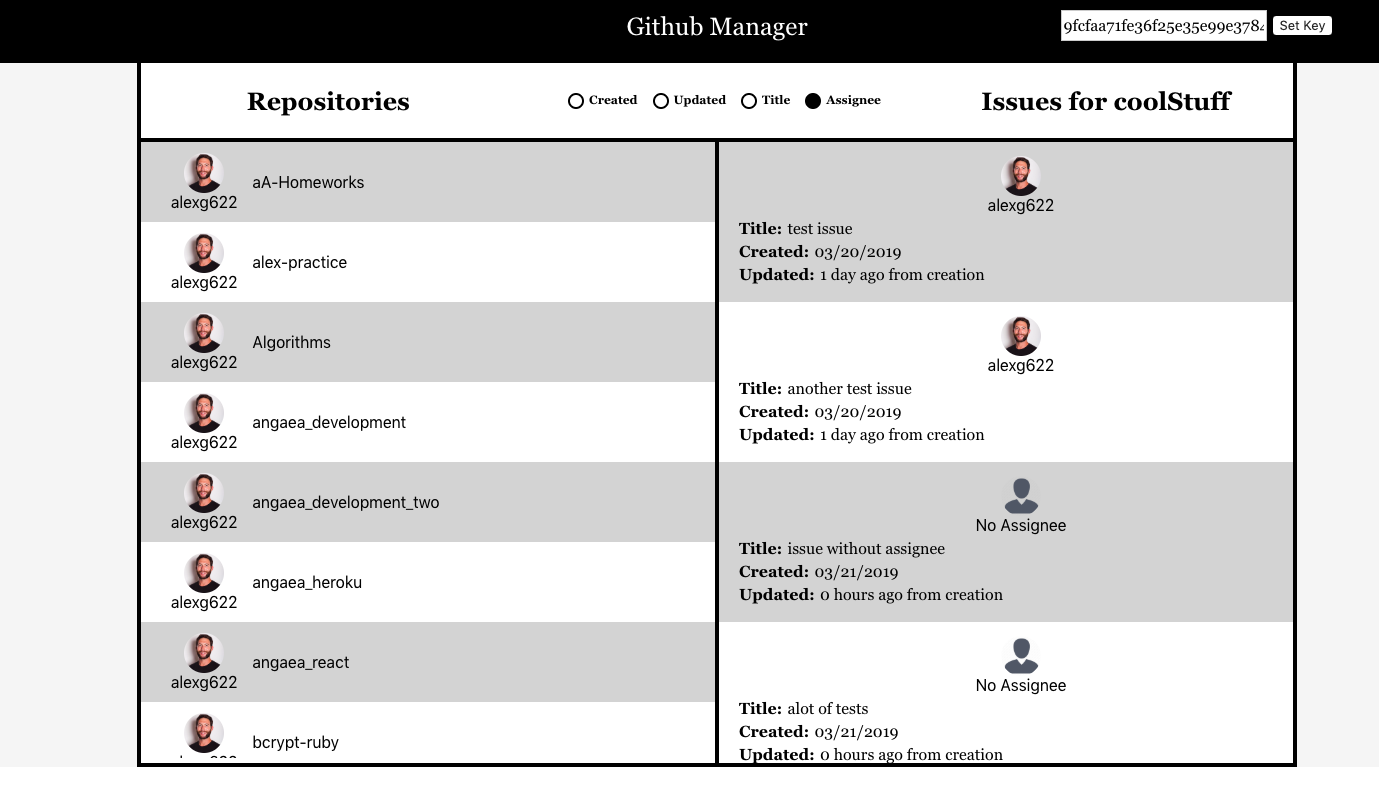 Github Manager
9fcfaa71fe36f25e35e99e3784
Set Key
Repositories
Created
Updated
Title
Assignee
Issues for coolStuff
alexg622
aA-Homeworks
alexg622
alex-practice
alexg622
Algorithms
alexg622
angaea_development
alexg622
angaea_development_two
alexg622
angaea_heroku
alexg622
angaea_react
bcrypt-ruby
alexg622
Title: test issue
Created: 03/20/2019
Updated: 1 day ago from creation
alexg622
Title: another test issue
Created: 03/20/2019
Updated: 1 day ago from creation
No Assignee
Title: issue without assignee
Created: 03/21/2019
Updated: 0 hours ago from creation
No Assignee
Title: alot of tests
Created: 03/21/2019
Updated: 0 hours ago from creation